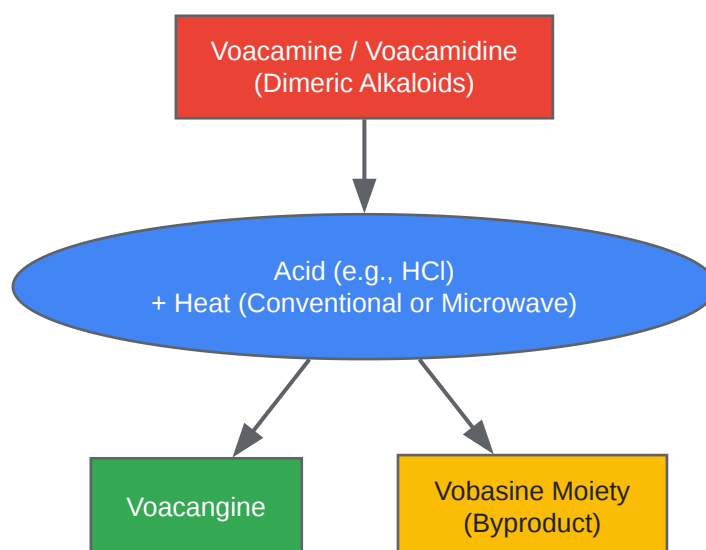 Voacamine / Voacamidine
(Dimeric Alkaloids)
Acid (e.g., HCl)
+ Heat (Conventional or Microwave)
Voacangine
Vobasine Moiety
(Byproduct)